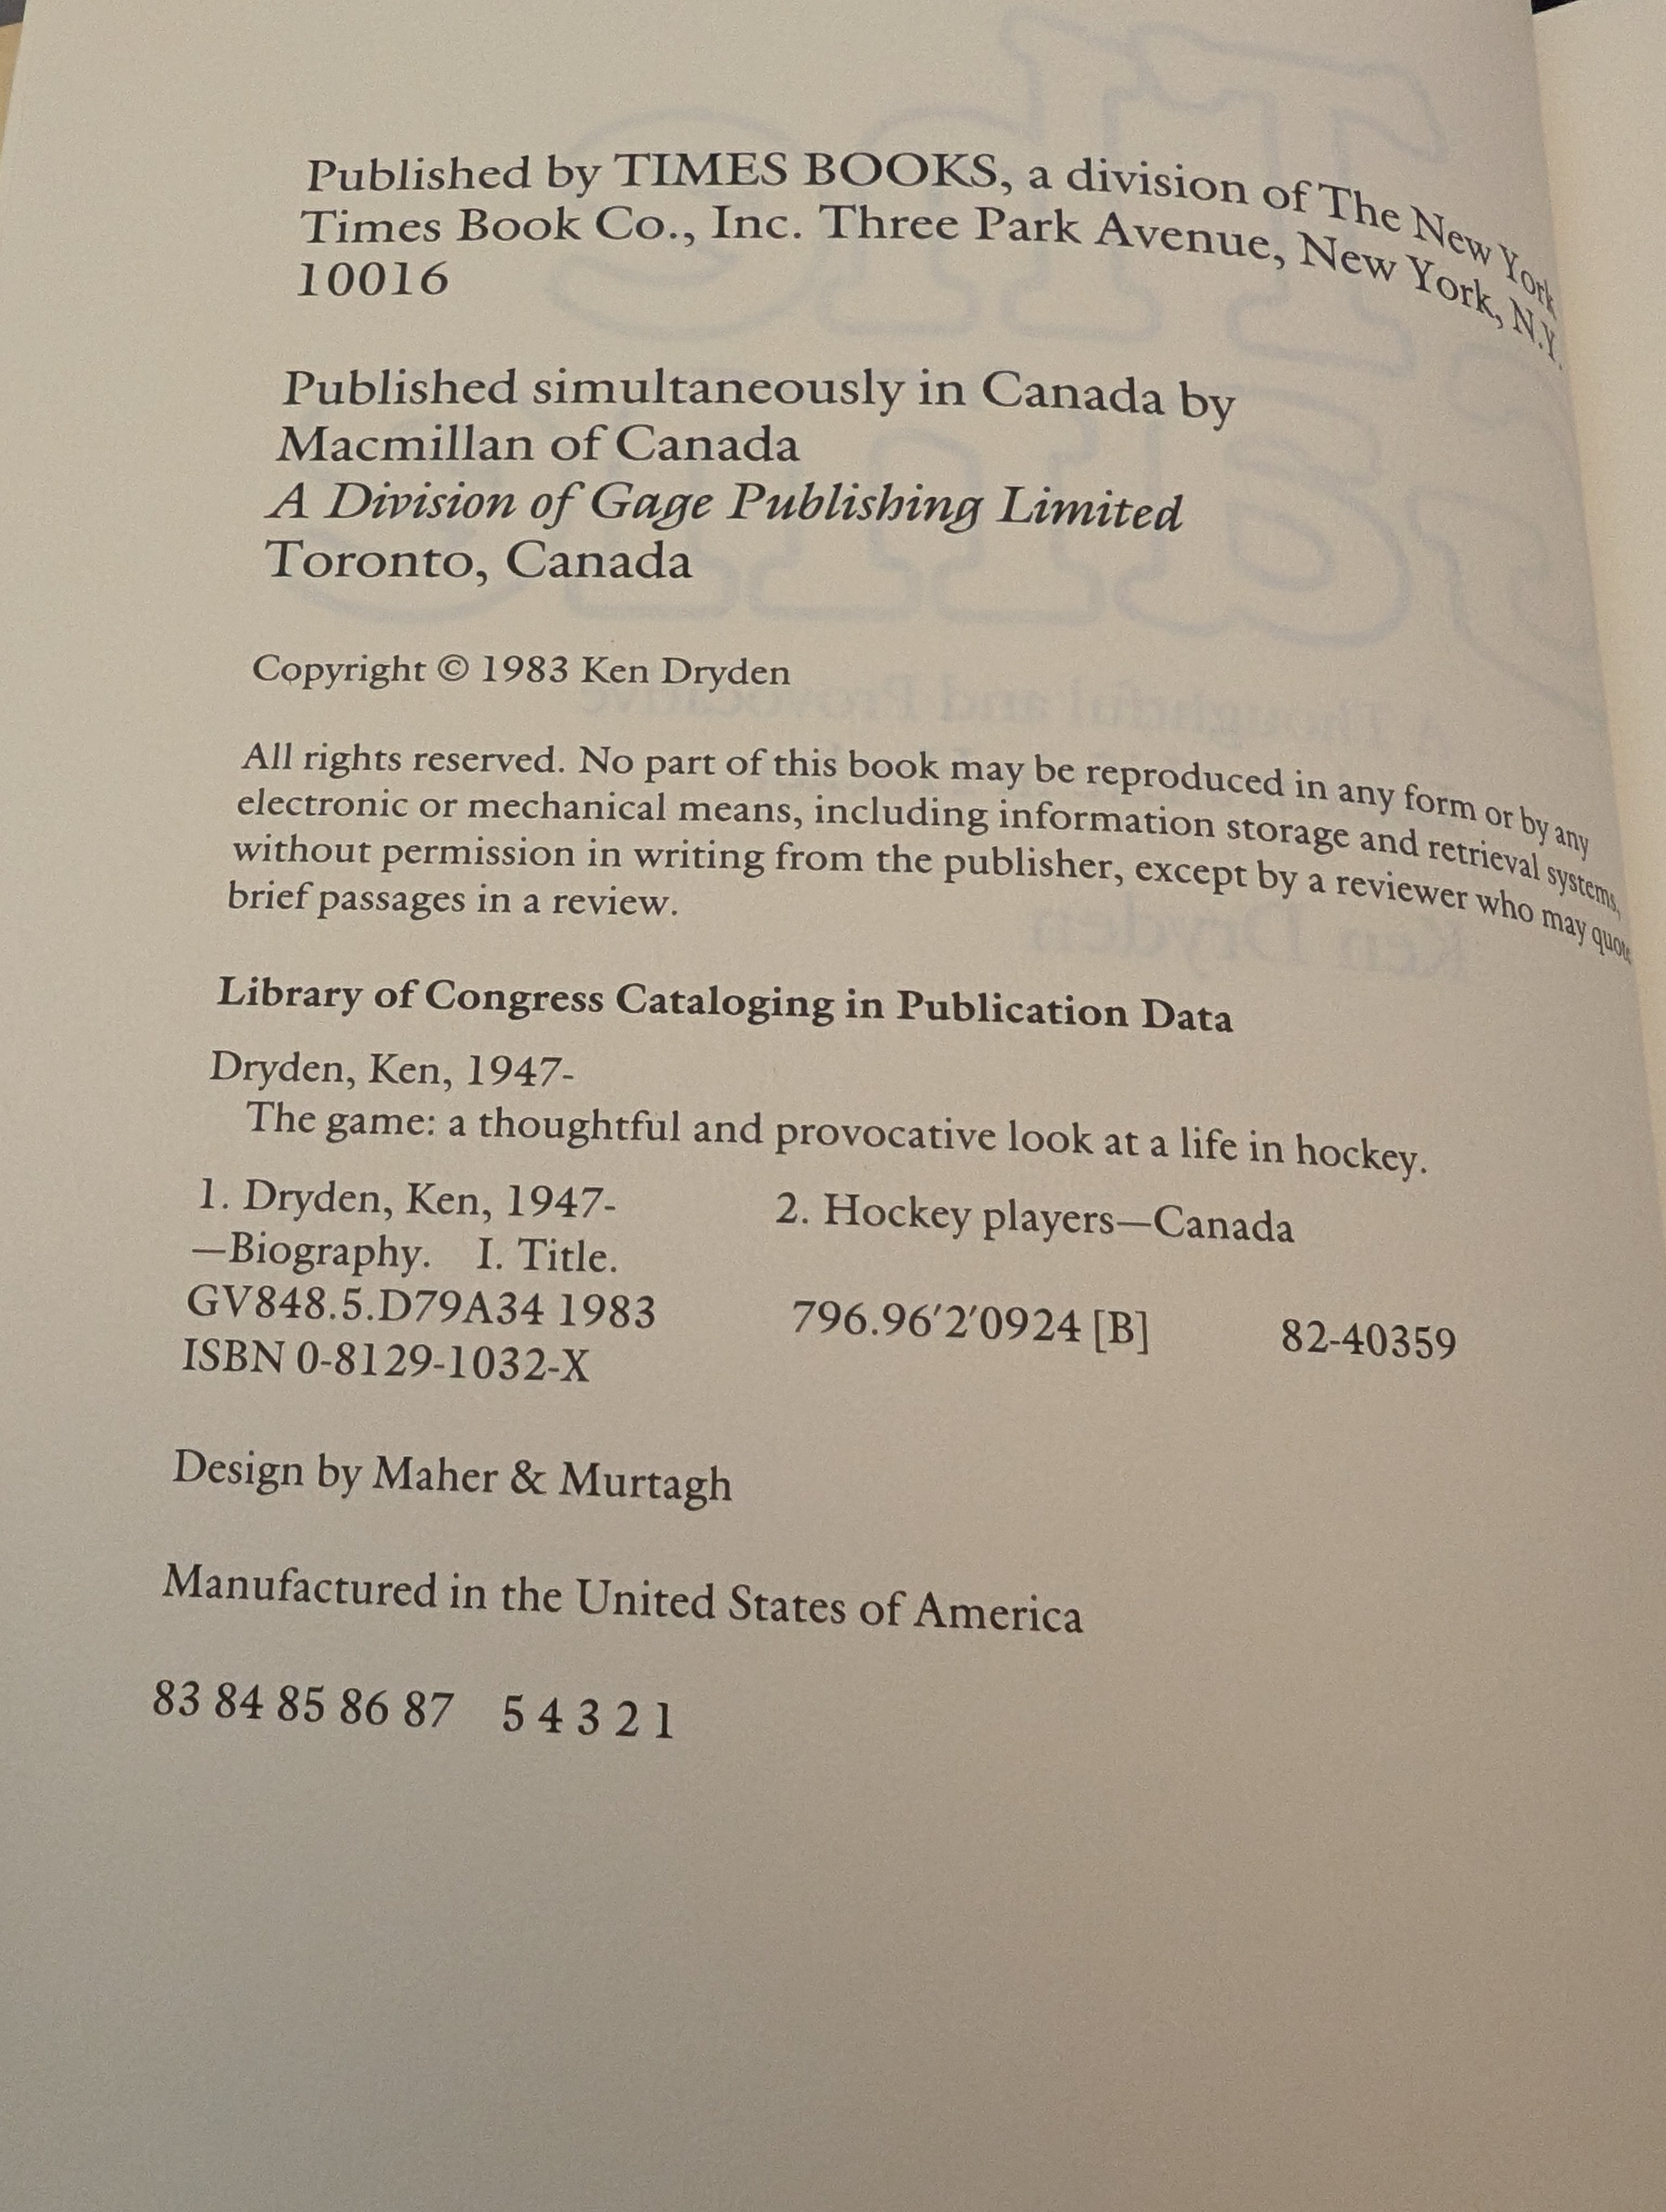 Published by TIMES BOOKS, a division of The New York
Times Book Co., Inc. Three Park Avenue, New York, N.Y.
10016
Published simultaneously in Canada by
Macmillan of Canada
A Division of Gage Publishing Limited
Toronto, Canada
Copyright © 1983 Ken Dryden
All rights reserved. No part of this book may be reproduced in any form or by any
electronic or mechanical means, including information storage and retrieval systems,
without permission in writing from the publisher, except by a reviewer who may quote
brief passages in a review.
Library of Congress Cataloging in Publication Data
Dryden, Ken, 1947-
The game: a thoughtful and provocative look at a life in hockey.
1. Dryden, Ken, 1947- 2. Hockey players—Canada
—Biography. I. Title.
GV848.5.D79A34 1983 796.96′2′0924 [B] 82-40359
ISBN 0-8129-1032-X
Design by Maher & Murtagh
Manufactured in the United States of America
83 84 85 86 87 5 4 3 2 1